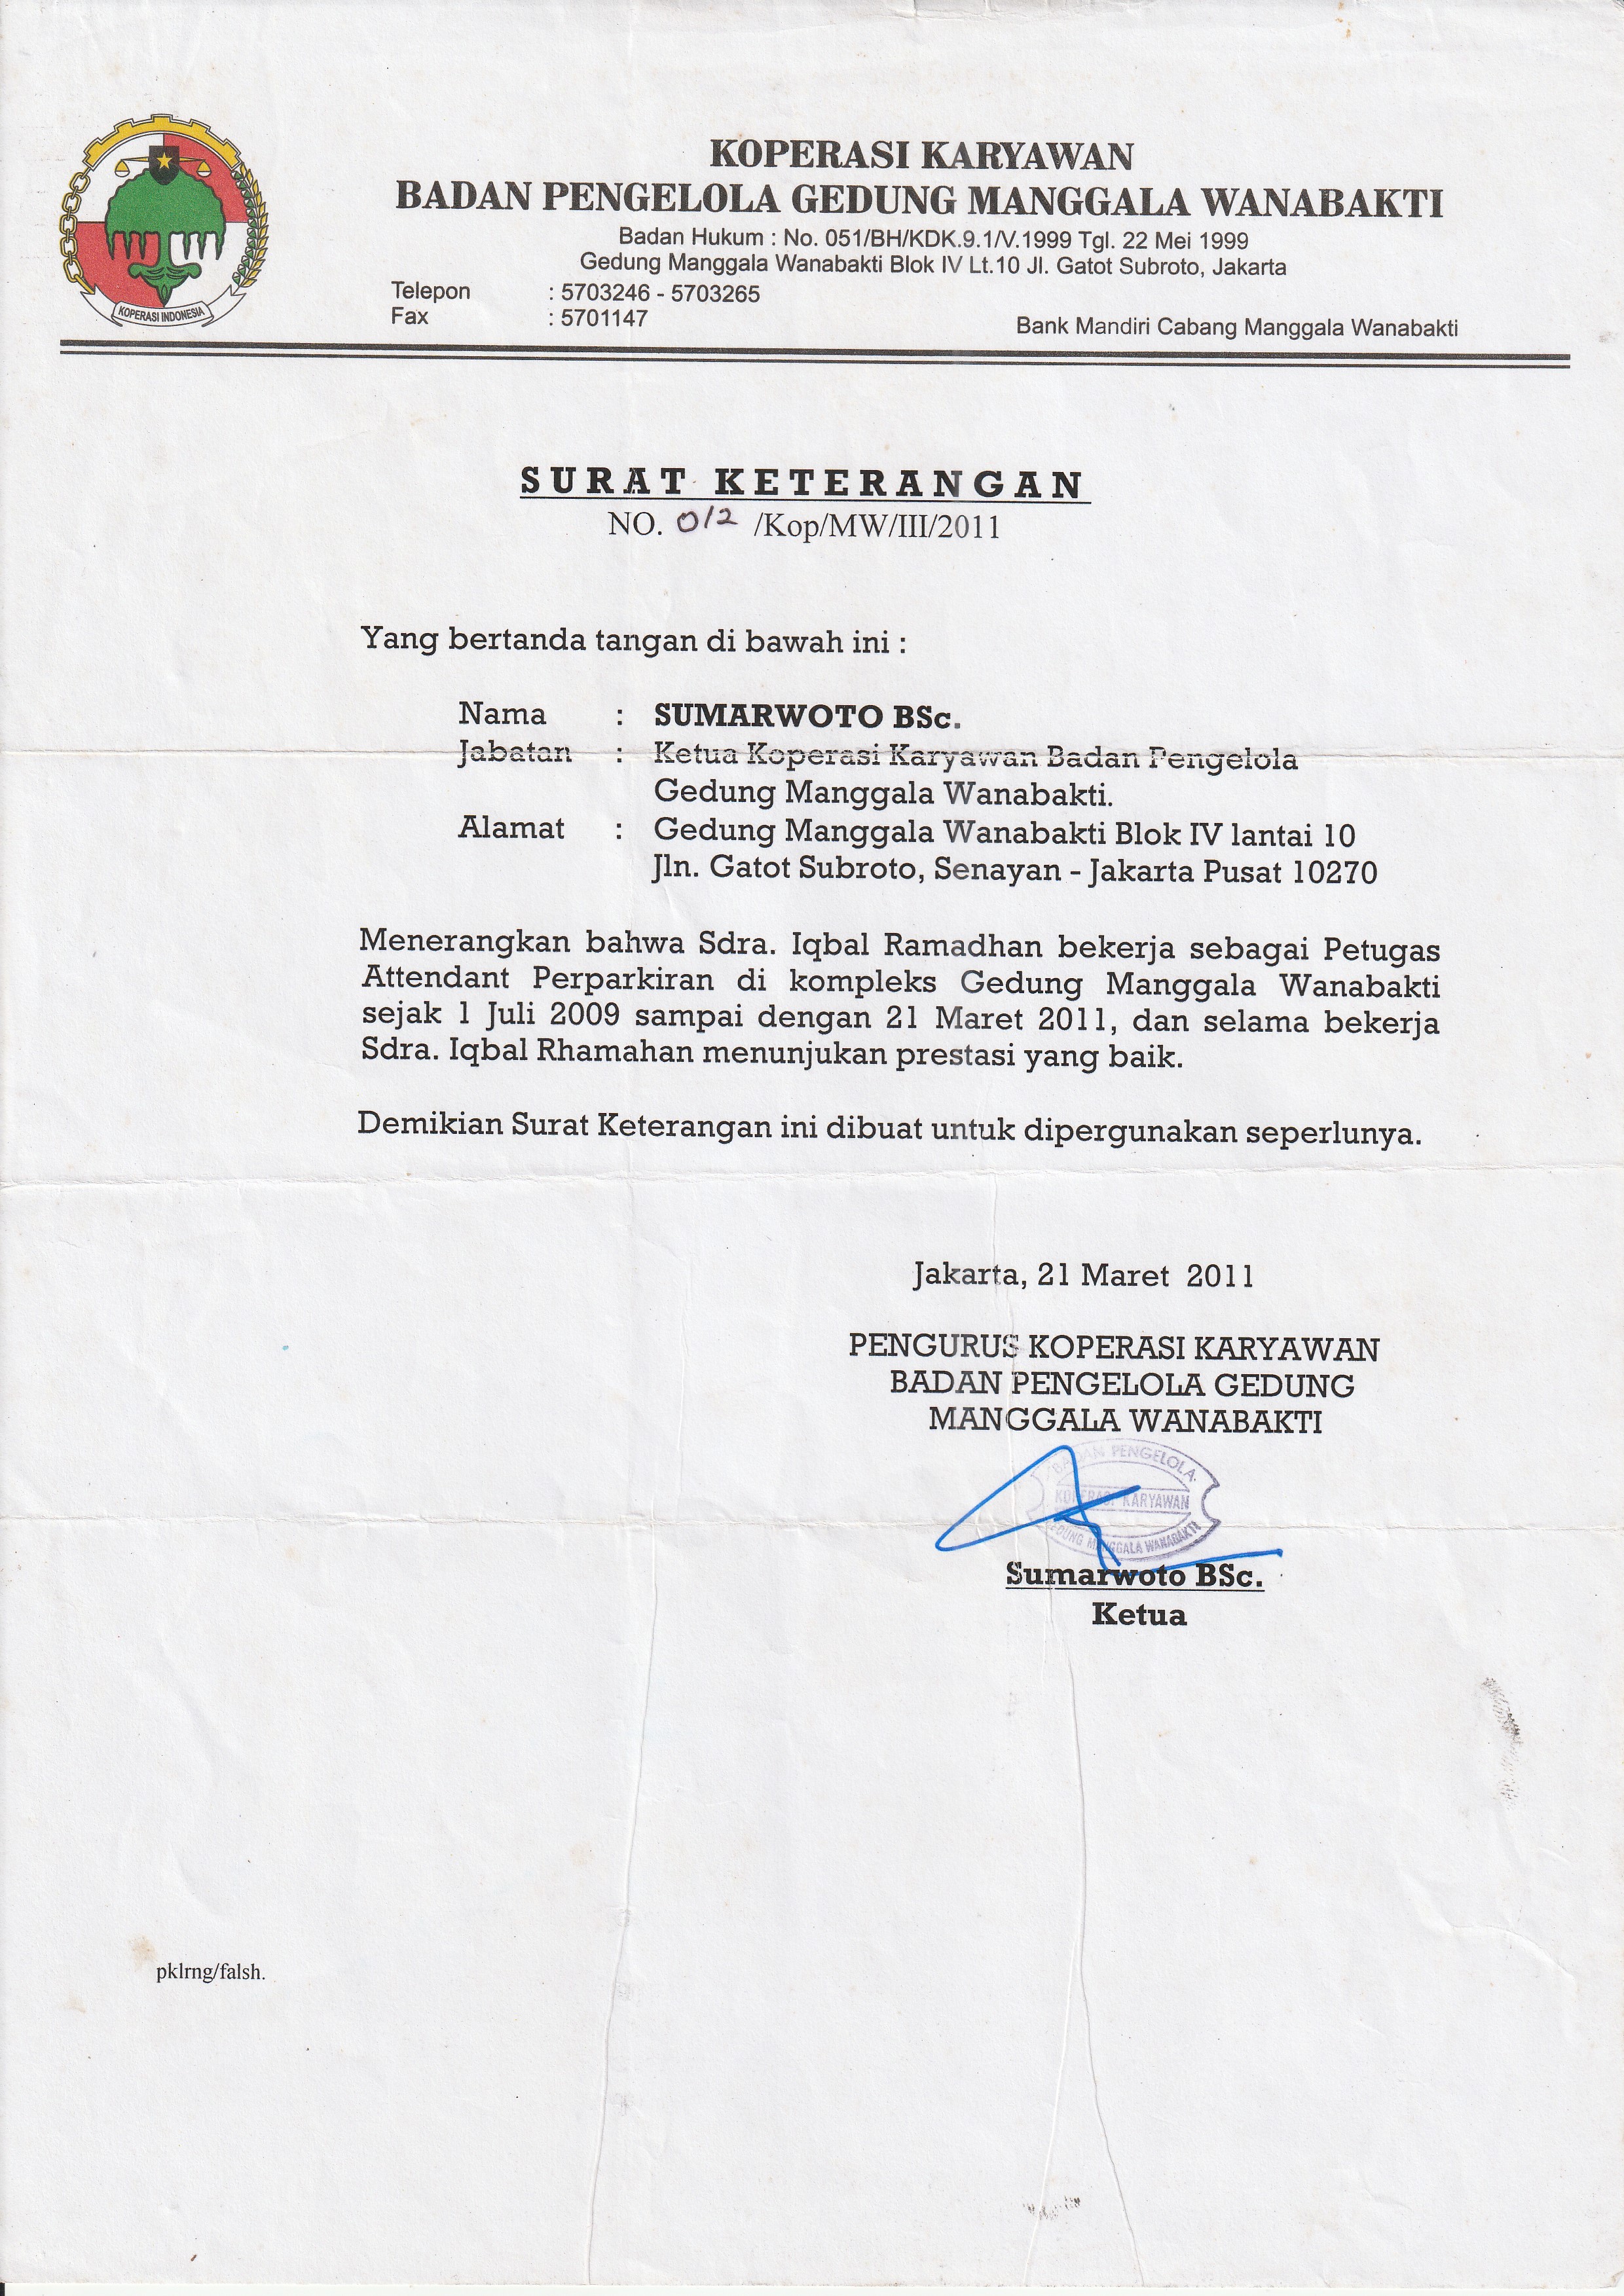 KOPERASI KARYAWAN
BADAN PENGELOLA GEDUNG MANGGALA WANABAKTI
Badan Hukum : No. 051/BH/KDK.9.1/V.1999 Tgl. 22 Mei 1999
Gedung Manggala Wanabakti Blok IV Lt.10 Jl. Gatot Subroto, Jakarta
Telepon : 5703246 - 5703265
Fax : 5701147
Bank Mandiri Cabang Manggala Wanabakti
KOPERASI INDONESIA
SURAT KETERANGAN
NO. 012 /Kop/MW/III/2011
Yang bertanda tangan di bawah ini :
Nama : SUMARWOTO BSc.
Jabatan : Ketua Koperasi Karyawan Badan Pengelola
Gedung Manggala Wanabakti.
Alamat : Gedung Manggala Wanabakti Blok IV lantai 10
Jln. Gatot Subroto, Senayan - Jakarta Pusat 10270
Menerangkan bahwa Sdra. Iqbal Ramadhan bekerja sebagai Petugas
Attendant Perparkiran di kompleks Gedung Manggala Wanabakti
sejak 1 Juli 2009 sampai dengan 21 Maret 2011, dan selama bekerja
Sdra. Iqbal Rhamahan menunjukan prestasi yang baik.
Demikian Surat Keterangan ini dibuat untuk dipergunakan seperlunya.
Jakarta, 21 Maret 2011
PENGURUS KOPERASI KARYAWAN
BADAN PENGELOLA GEDUNG
MANGGALA WANABAKTI
BADAN PENGELOLA
KOPERASI KARYAWAN
GEDUNG MANGGALA WANABAKTI
Sumarwoto BSc.
Ketua
pklrng/falsh.